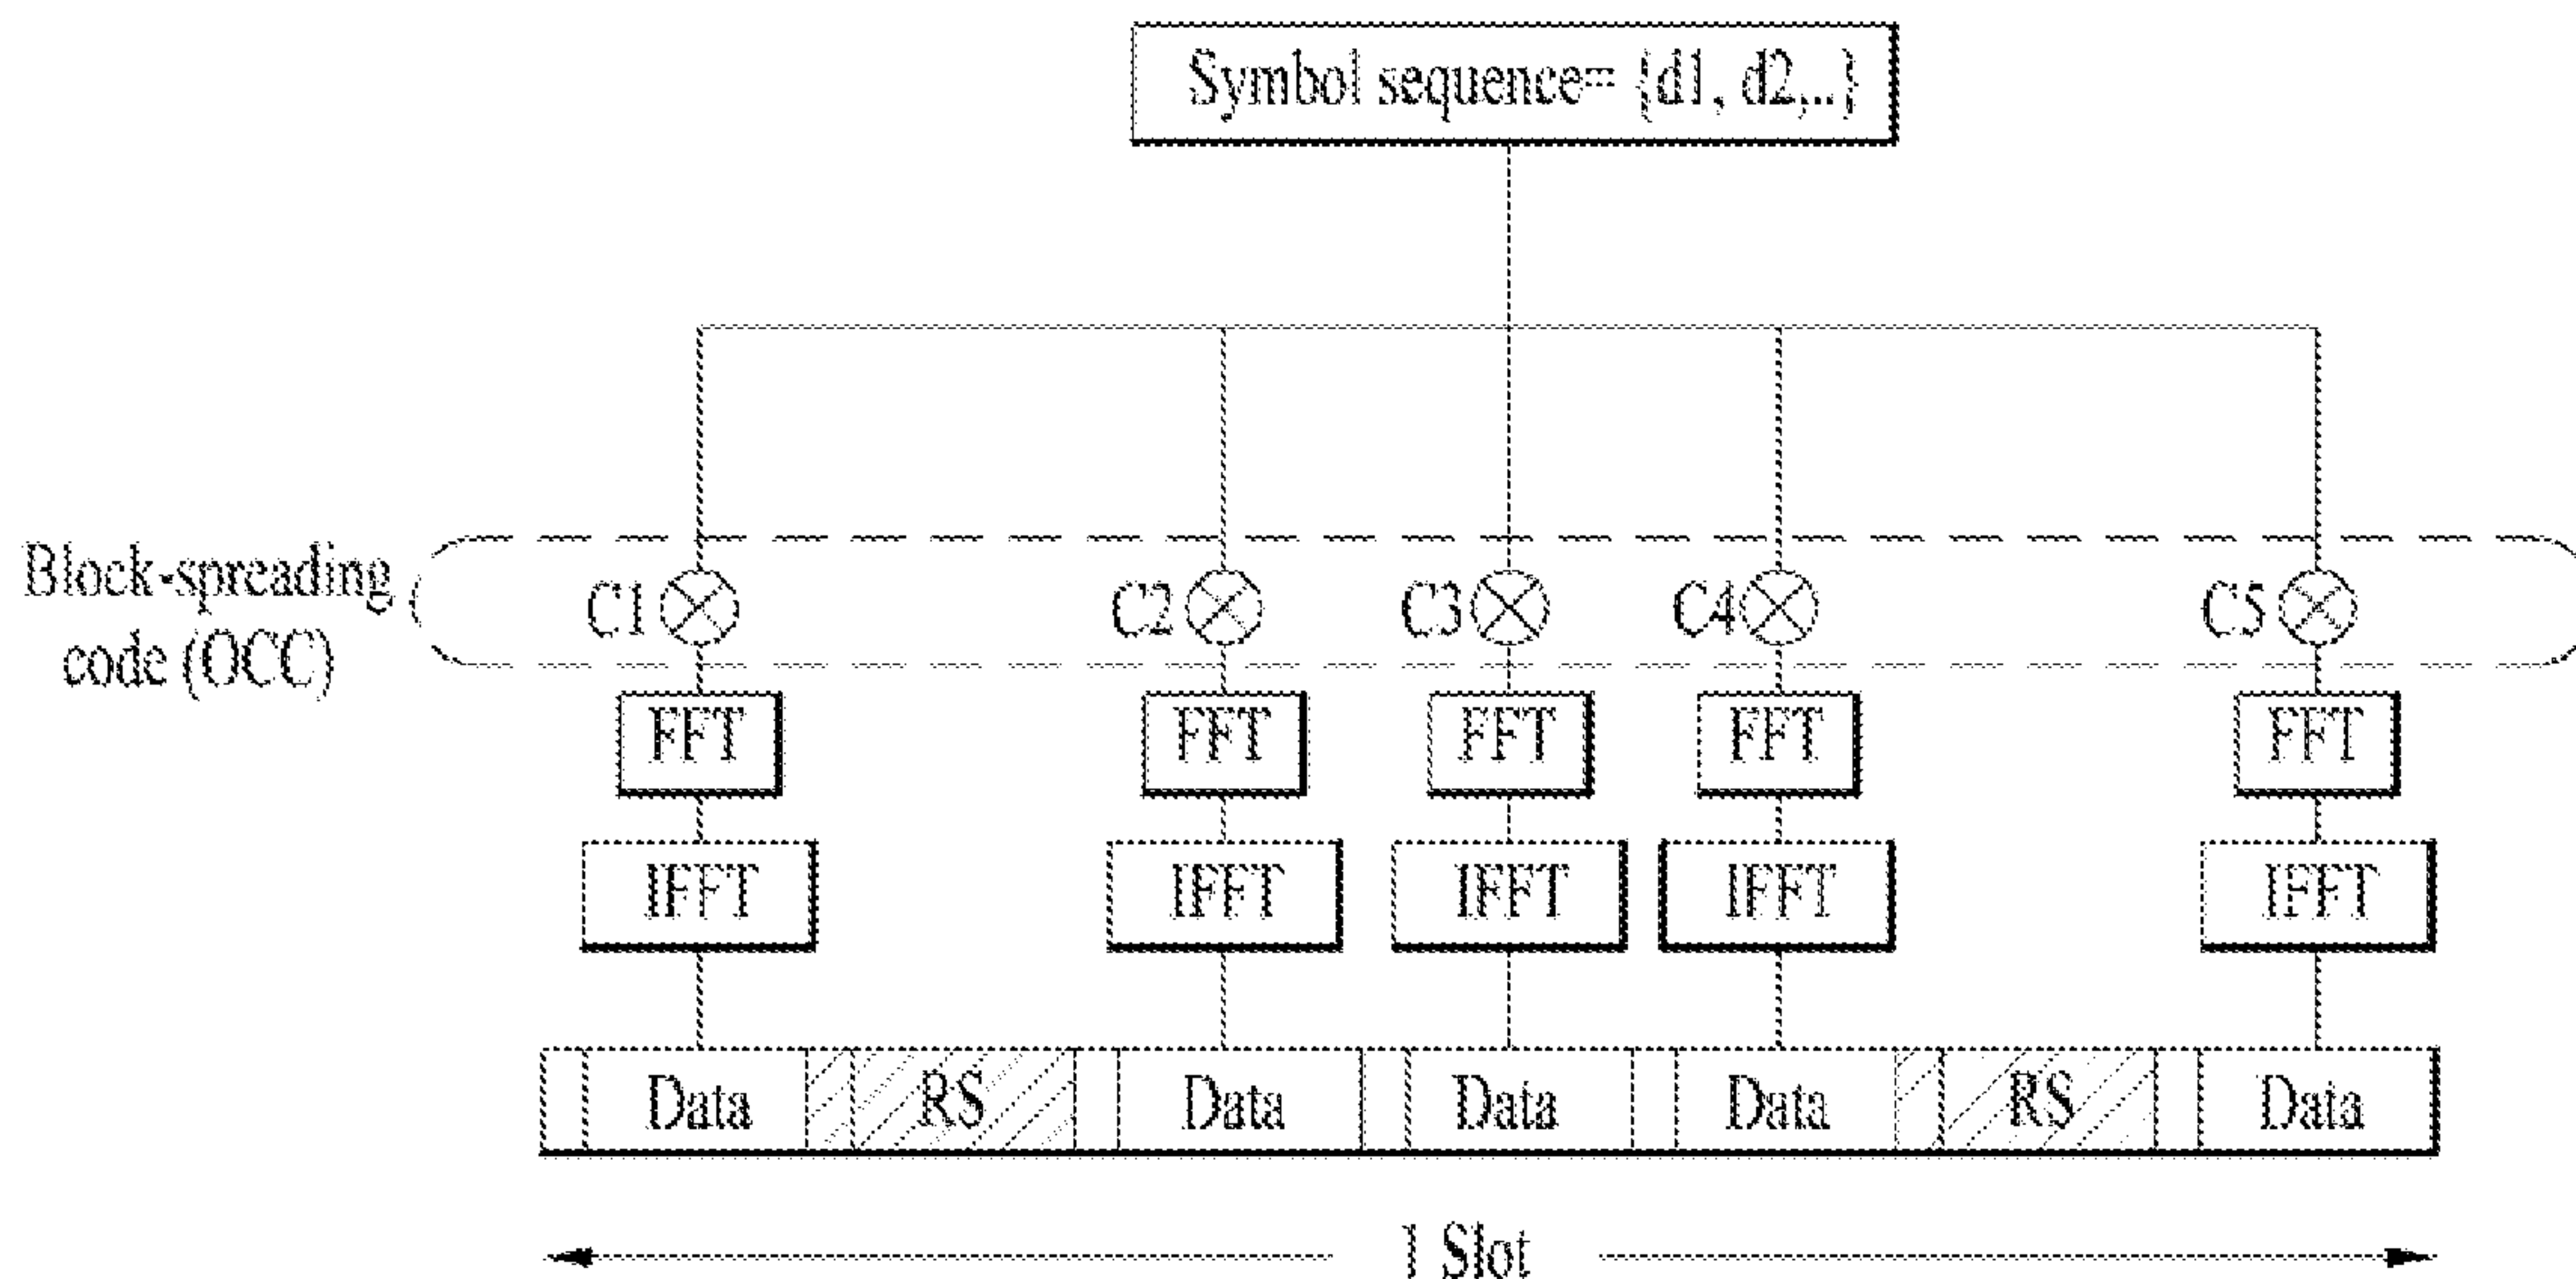 Symbol sequence= {d1, d2,..}
Block-spreading
code (OCC)
C1 C2 C3 C4 C5
FFT FFT FFT FFT FFT
IFFT IFFT IFFT IFFT IFFT
Data RS Data Data Data RS Data
1 Slot